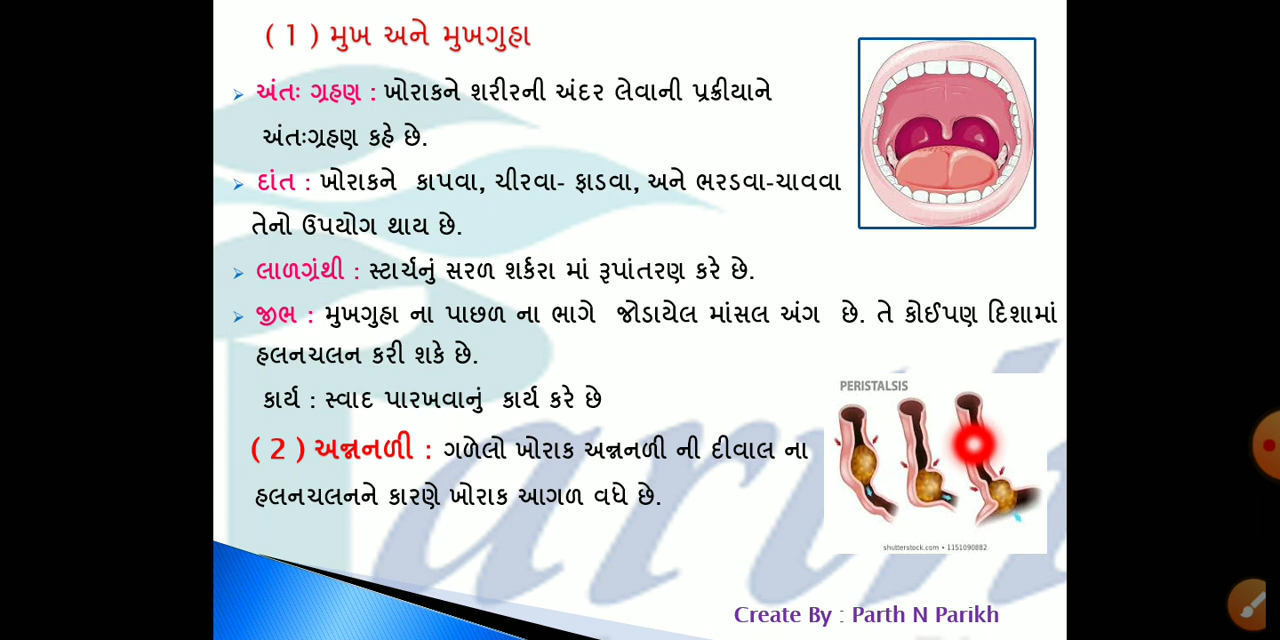 ( 1 ) મુખ અને મુખગુહા
અંતઃ ગ્રહણ : ખોરાકને શરીરની અંદર લેવાની પ્રક્રીયાને
અંતઃગ્રહણ કહે છે.
દાંત : ખોરાકને કાપવા, ચીરવા- ફાડવા, અને ભરડવા-ચાવવા
તેનો ઉપયોગ થાય છે.
લાળગ્રંથી : સ્ટાર્ચનું સરળ શર્કરા માં રૂપાંતરણ કરે છે.
જીભ : મુખગુહા ના પાછળ ના ભાગે જોડાયેલ માંસલ અંગ છે. તે કોઈપણ દિશામાં
હલનચલન કરી શકે છે.
કાર્ય : સ્વાદ પારખવાનું કાર્ય કરે છે
( 2 ) અન્નનળી : ગળેલો ખોરાક અન્નનળી ની દીવાલ ના
હલનચલનને કારણે ખોરાક આગળ વધે છે.
PERISTALSIS
shutterstock.com • 1151090882
Create By : Parth N Parikh